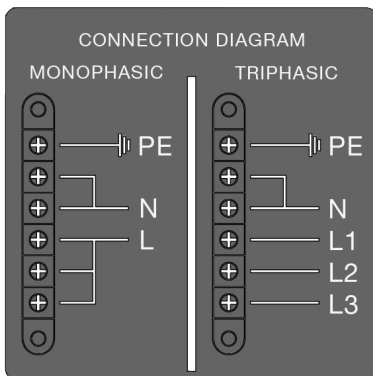 CONNECTION DIAGRAM
MONOPHASIC
PE
N
L
TRIPHASIC
PE
N
L1
L2
L3